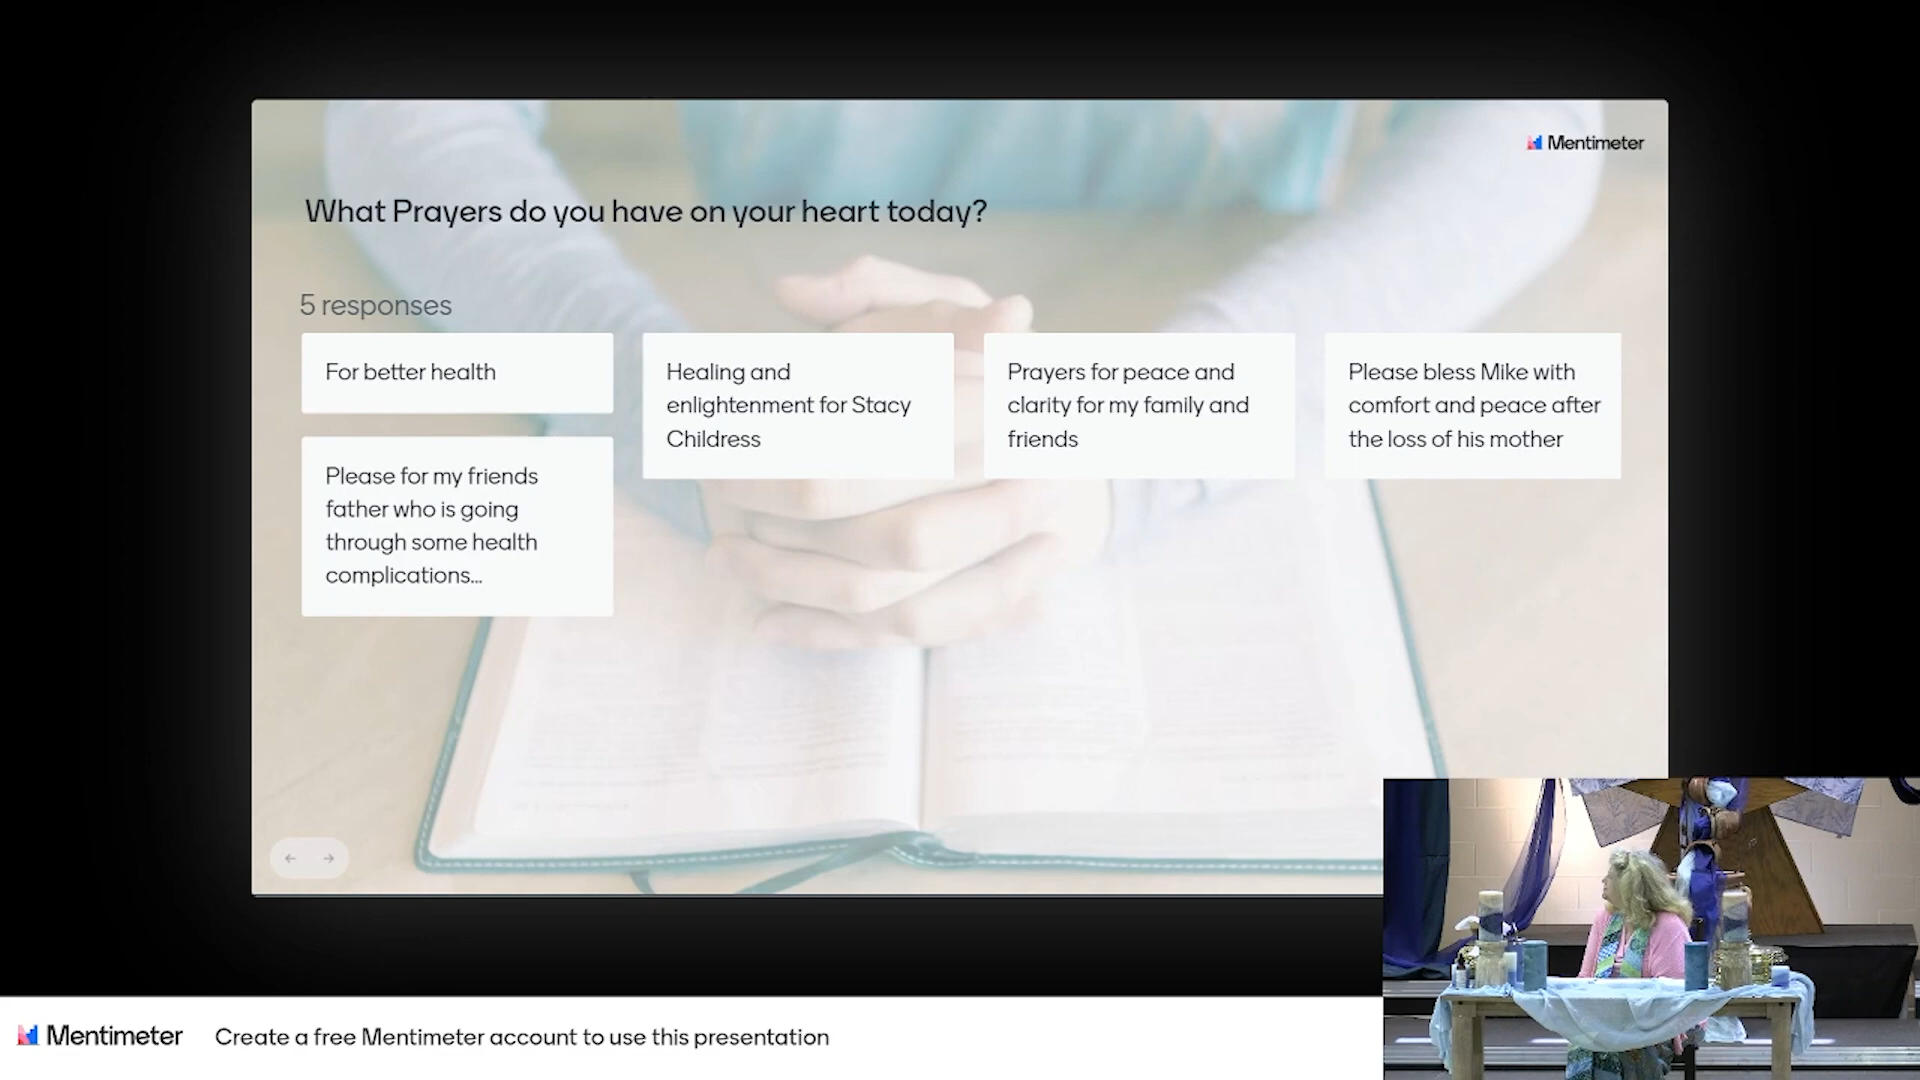 Mentimeter
What Prayers do you have on your heart today?
5 responses
For better health
Healing and
enlightenment for Stacy
Childress
Prayers for peace and
clarity for my family and
friends
Please bless Mike with
comfort and peace after
the loss of his mother
Please for my friends
father who is going
through some health
complications...
Mentimeter
Create a free Mentimeter account to use this presentation